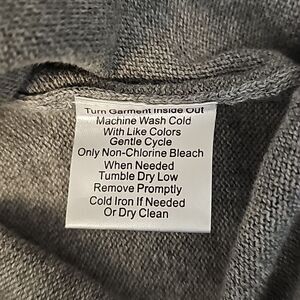 Turn Garment Inside Out
Machine Wash Cold
With Like Colors
Gentle Cycle
Only Non-Chlorine Bleach
When Needed
Tumble Dry Low
Remove Promptly
Cold Iron If Needed
Or Dry Clean